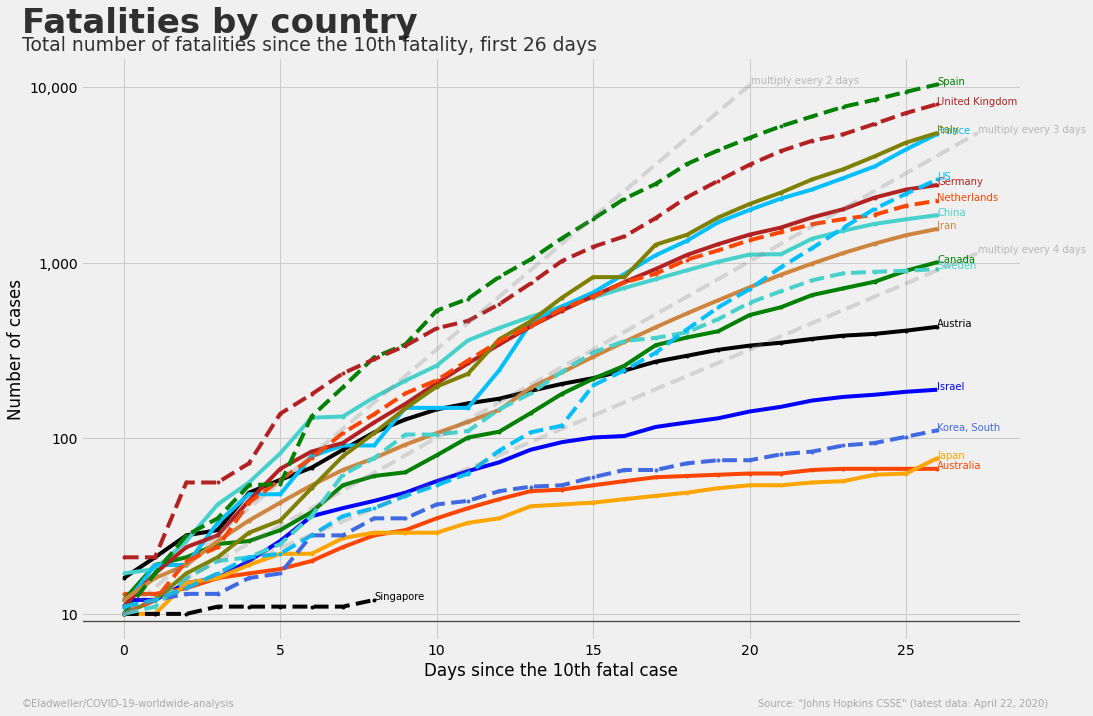 Fatalities by country
Total number of fatalities since the 10th fatality, first 26 days
multiply every 2 days
Spain
10,000
United Kingdom
Italy
France
multiply every 3 days
US
Germany
Netherlands
China
Iran
multiply every 4 days
1,000
Canada
Sweden
Austria
Number of cases
Israel
100
Korea, South
Japan
Australia
Singapore
10
0 5 10 15 20 25
Days since the 10th fatal case
©Eladweller/COVID-19-worldwide-analysis
Source: "Johns Hopkins CSSE" (latest data: April 22, 2020)